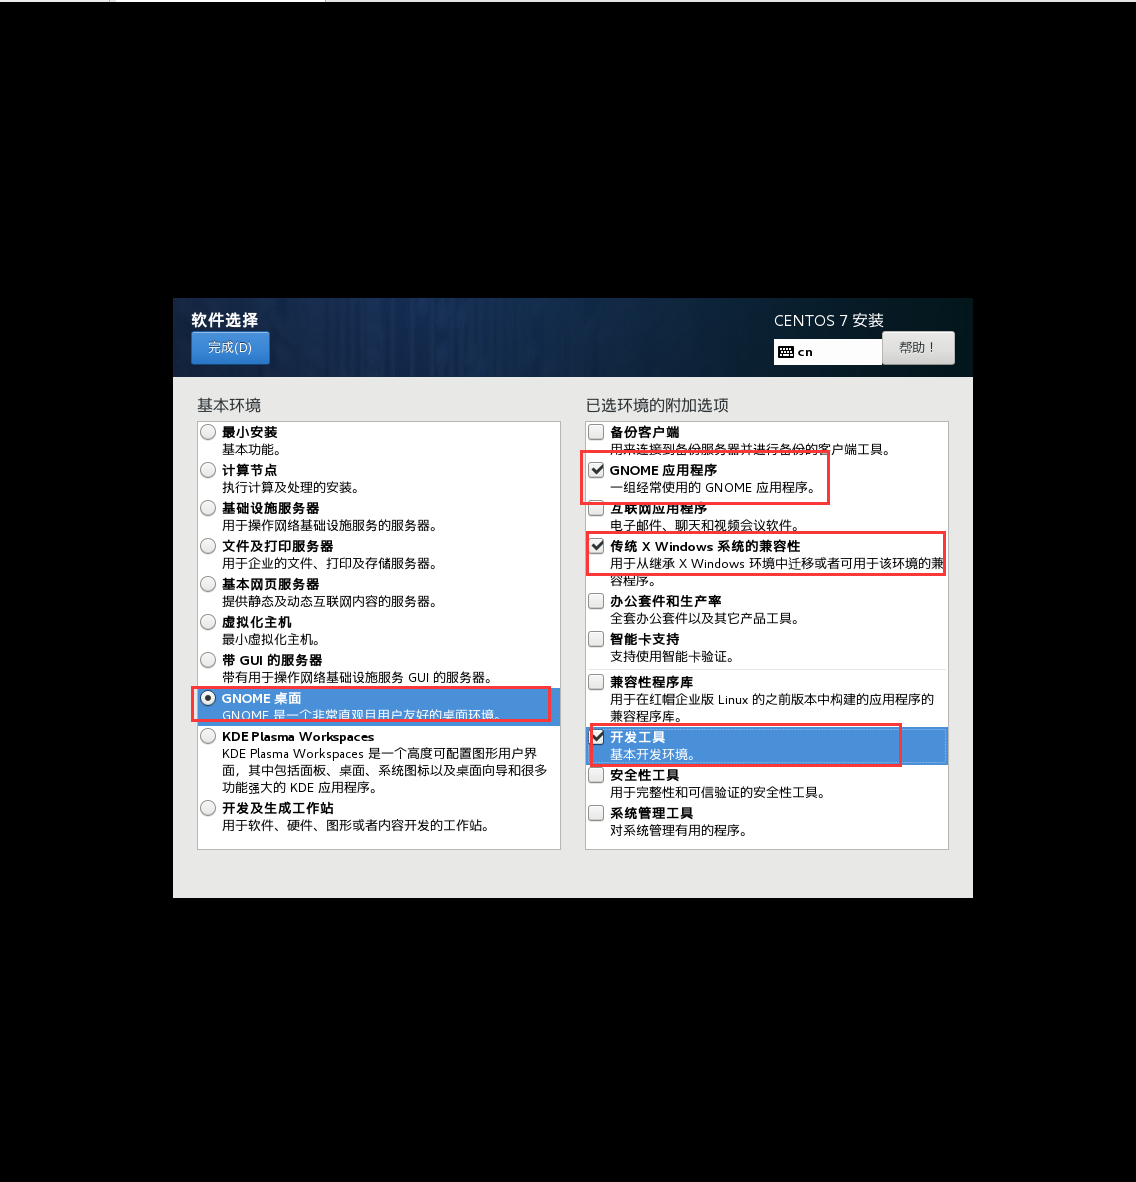 软件选择
CENTOS 7 安装
完成(D)
cn
帮助！
基本环境
最小安装
基本功能。
计算节点
执行计算及处理的安装。
基础设施服务器
用于操作网络基础设施服务的服务器。
文件及打印服务器
用于企业的文件、打印及存储服务器。
基本网页服务器
提供静态及动态互联网内容的服务器。
虚拟化主机
最小虚拟化主机。
带 GUI 的服务器
带有用于操作网络基础设施服务 GUI 的服务器。
GNOME 桌面
GNOME 是一个非常直观且用户友好的桌面环境。
KDE Plasma Workspaces
KDE Plasma Workspaces 是一个高度可配置图形用户界
面，其中包括面板、桌面、系统图标以及桌面向导和很多
功能强大的 KDE 应用程序。
开发及生成工作站
用于软件、硬件、图形或者内容开发的工作站。
已选环境的附加选项
备份客户端
用来连接到备份服务器并进行备份的客户端工具。
GNOME 应用程序
一组经常使用的 GNOME 应用程序。
互联网应用程序
电子邮件、聊天和视频会议软件。
传统 X Windows 系统的兼容性
用于从继承 X Windows 环境中迁移或者可用于该环境的兼
容程序。
办公套件和生产率
全套办公套件以及其它产品工具。
智能卡支持
支持使用智能卡验证。
兼容性程序库
用于在红帽企业版 Linux 的之前版本中构建的应用程序的
兼容程序库。
开发工具
基本开发环境。
安全性工具
用于完整性和可信验证的安全性工具。
系统管理工具
对系统管理有用的程序。